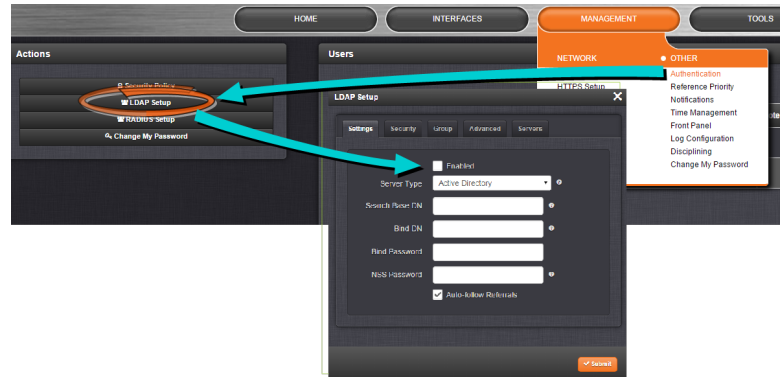 HOME
INTERFACES
MANAGEMENT
TOOLS
Actions
Users
NETWORK
OTHER
Security Policy
LDAP Setup
RADIUS Setup
Change My Password
HTTPS Setup
Authentication
Reference Priority
Notifications
Time Management
Front Panel
Log Configuration
Disciplining
Change My Password
LDAP Setup
Settings Security Group Advanced Servers
Enabled
Server Type Active Directory
Search Base DN
Bind DN
Bind Password
NSS Password
Auto-follow Referrals
Submit